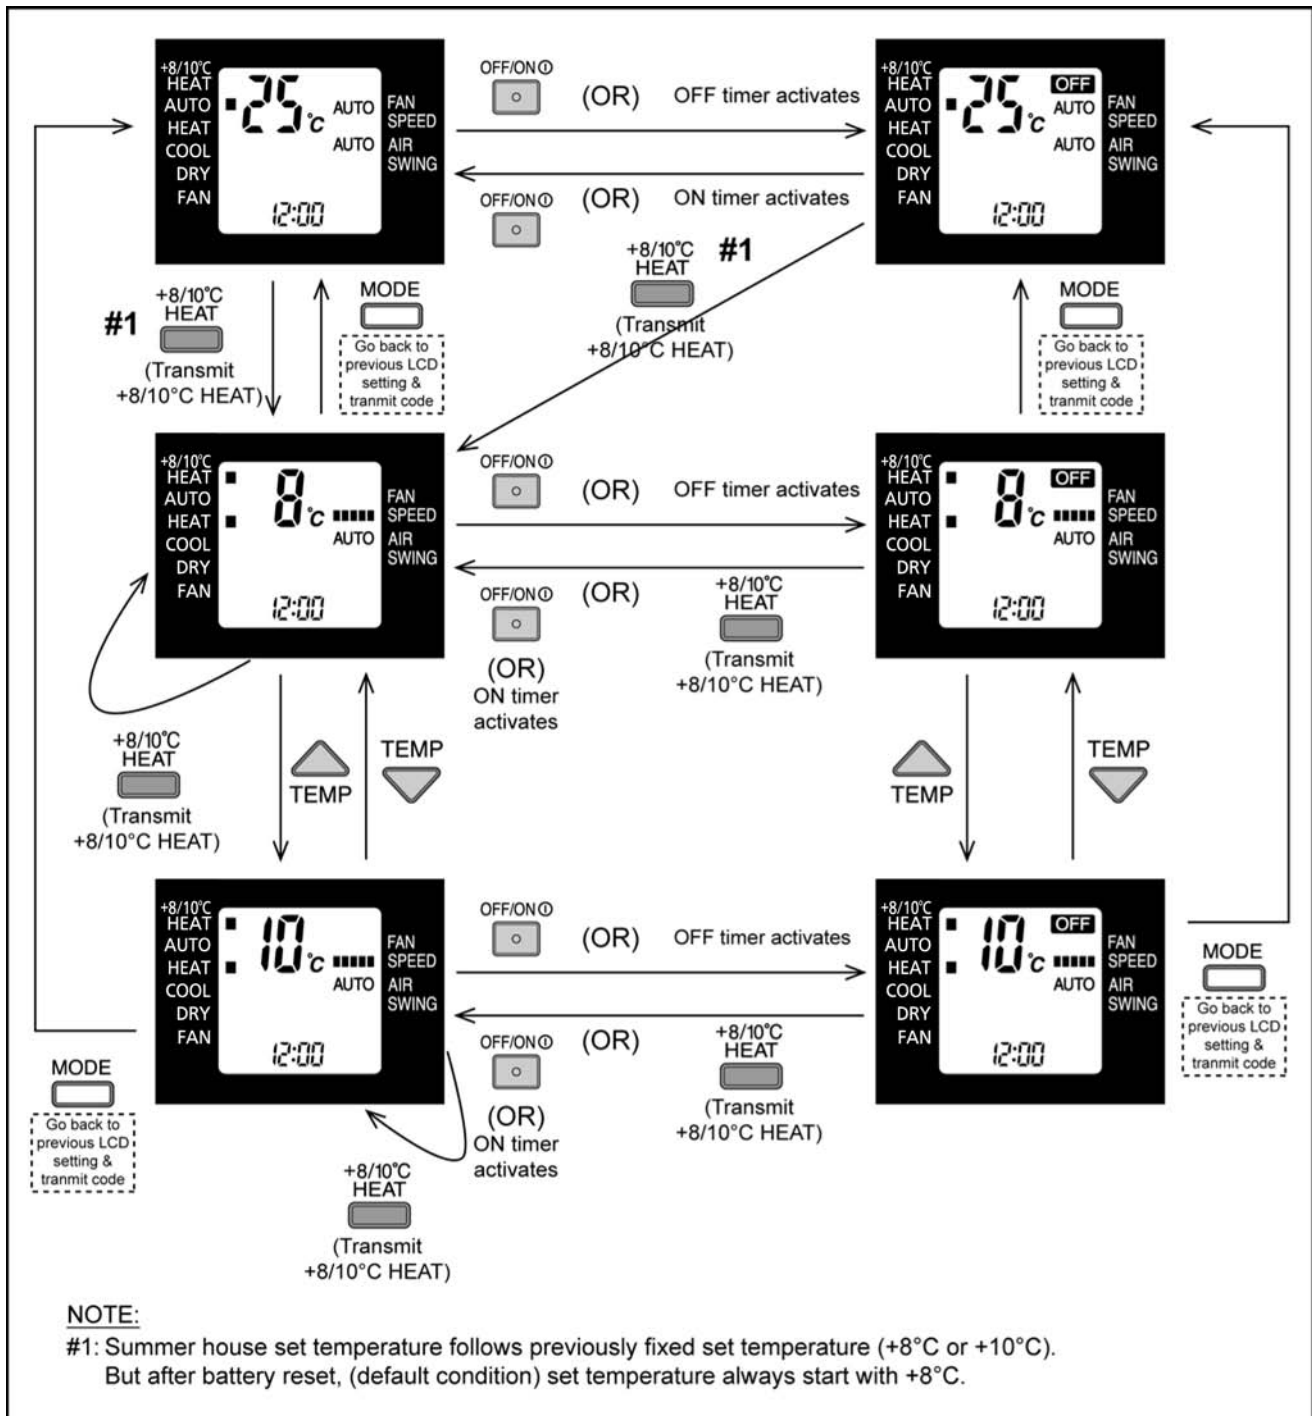 +8/10°C
HEAT
AUTO
HEAT
COOL
DRY
FAN
25°C
AUTO
AUTO
12:00
FAN
SPEED
AIR
SWING
OFF/ON
(OR) OFF timer activates
(OR) ON timer activates
OFF/ON
+8/10°C
HEAT
AUTO
HEAT
COOL
DRY
FAN
25°C
OFF
AUTO
AUTO
12:00
FAN
SPEED
AIR
SWING
#1
+8/10°C
HEAT
(Transmit
+8/10°C HEAT)
MODE
Go back to
previous LCD
setting &
tranmit code
+8/10°C
HEAT
#1
(Transmit
+8/10°C HEAT)
MODE
Go back to
previous LCD
setting &
tranmit code
+8/10°C
HEAT
AUTO
HEAT
COOL
DRY
FAN
8°C
AUTO
12:00
FAN
SPEED
AIR
SWING
OFF/ON
(OR) OFF timer activates
OFF/ON
(OR)
(OR)
ON timer
activates
+8/10°C
HEAT
(Transmit
+8/10°C HEAT)
+8/10°C
HEAT
AUTO
HEAT
COOL
DRY
FAN
8°C
OFF
AUTO
12:00
FAN
SPEED
AIR
SWING
+8/10°C
HEAT
(Transmit
+8/10°C HEAT)
TEMP
TEMP
TEMP
TEMP
+8/10°C
HEAT
AUTO
HEAT
COOL
DRY
FAN
10°C
AUTO
12:00
FAN
SPEED
AIR
SWING
OFF/ON
(OR) OFF timer activates
OFF/ON
(OR)
(OR)
ON timer
activates
+8/10°C
HEAT
(Transmit
+8/10°C HEAT)
+8/10°C
HEAT
AUTO
HEAT
COOL
DRY
FAN
10°C
OFF
AUTO
12:00
FAN
SPEED
AIR
SWING
MODE
Go back to
previous LCD
setting &
tranmit code
MODE
Go back to
previous LCD
setting &
tranmit code
+8/10°C
HEAT
(Transmit
+8/10°C HEAT)
NOTE:
#1: Summer house set temperature follows previously fixed set temperature (+8°C or +10°C).
But after battery reset, (default condition) set temperature always start with +8°C.